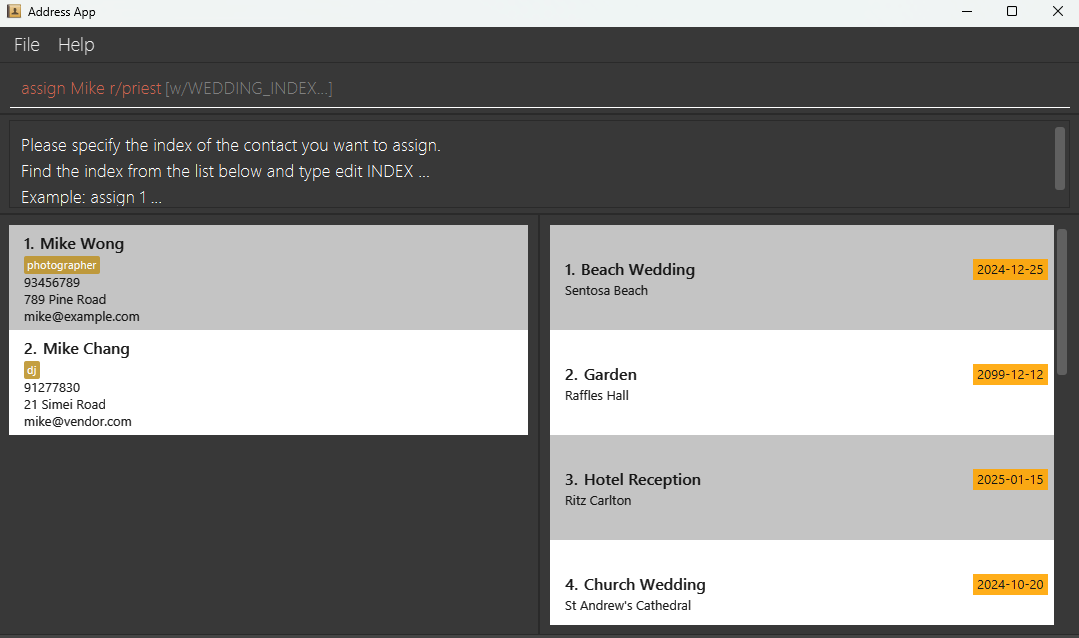 Address App
File Help
assign Mike r/priest [w/WEDDING_INDEX...]
Please specify the index of the contact you want to assign.
Find the index from the list below and type edit INDEX ...
Example: assign 1 ...
1. Mike Wong
photographer
93456789
789 Pine Road
mike@example.com
2. Mike Chang
dj
91277830
21 Simei Road
mike@vendor.com
1. Beach Wedding
2024-12-25
Sentosa Beach
2. Garden
2099-12-12
Raffles Hall
3. Hotel Reception
2025-01-15
Ritz Carlton
4. Church Wedding
2024-10-20
St Andrew's Cathedral